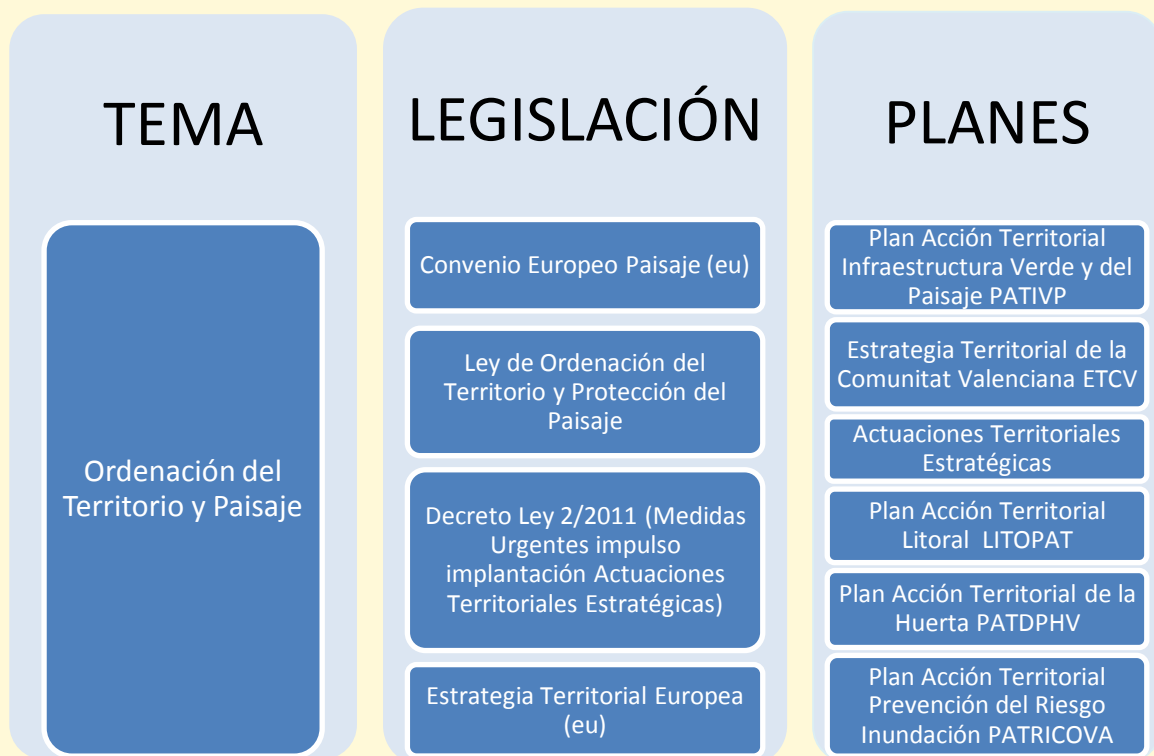 TEMA
Ordenación del
Territorio y Paisaje
LEGISLACIÓN
Convenio Europeo Paisaje (eu)
Ley de Ordenación del
Territorio y Protección del
Paisaje
Decreto Ley 2/2011 (Medidas
Urgentes impulso
implantación Actuaciones
Territoriales Estratégicas)
Estrategia Territorial Europea
(eu)
PLANES
Plan Acción Territorial
Infraestructura Verde y del
Paisaje PATIVP
Estrategia Territorial de la
Comunitat Valenciana ETCV
Actuaciones Territoriales
Estratégicas
Plan Acción Territorial
Litoral LITOPAT
Plan Acción Territorial de la
Huerta PATDPHV
Plan Acción Territorial
Prevención del Riesgo
Inundación PATRICOVA